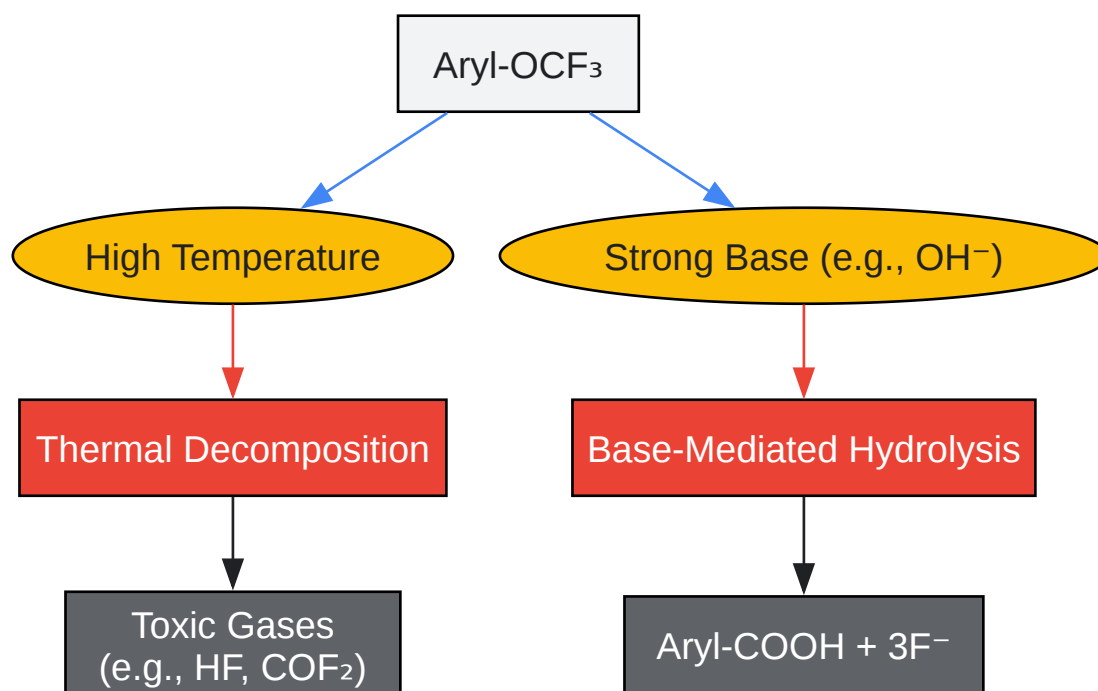 Aryl-OCF₃
High Temperature
Strong Base (e.g., OH⁻)
Thermal Decomposition
Base-Mediated Hydrolysis
Toxic Gases
(e.g., HF, COF₂)
Aryl-COOH + 3F⁻